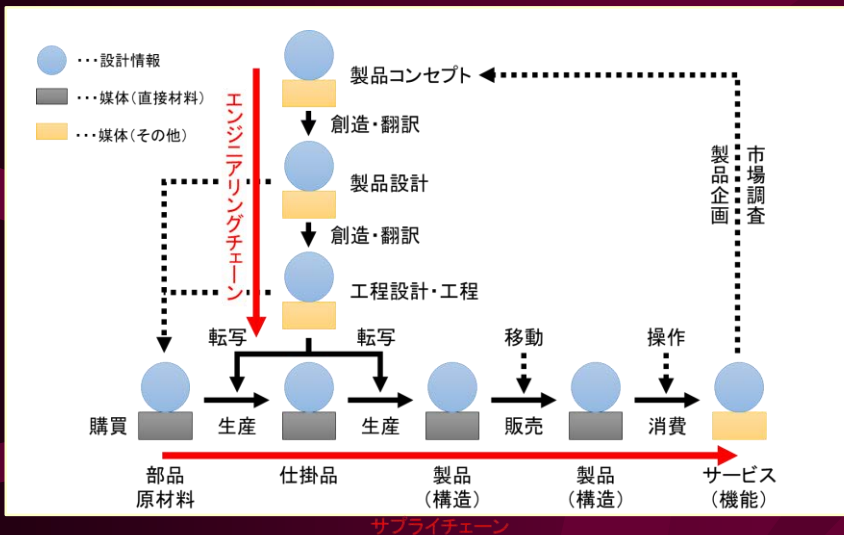 ・・・設計情報
・・・媒体(直接材料)
・・・媒体(その他)
エンジニアリングチェーン
製品コンセプト
創造・翻訳
製品設計
創造・翻訳
工程設計・工程
市場調査
製品企画
転写
転写
移動
操作
購買
生産
生産
販売
消費
部品
原材料
仕掛品
製品
(構造)
製品
(構造)
サービス
(機能)
サプライチェーン